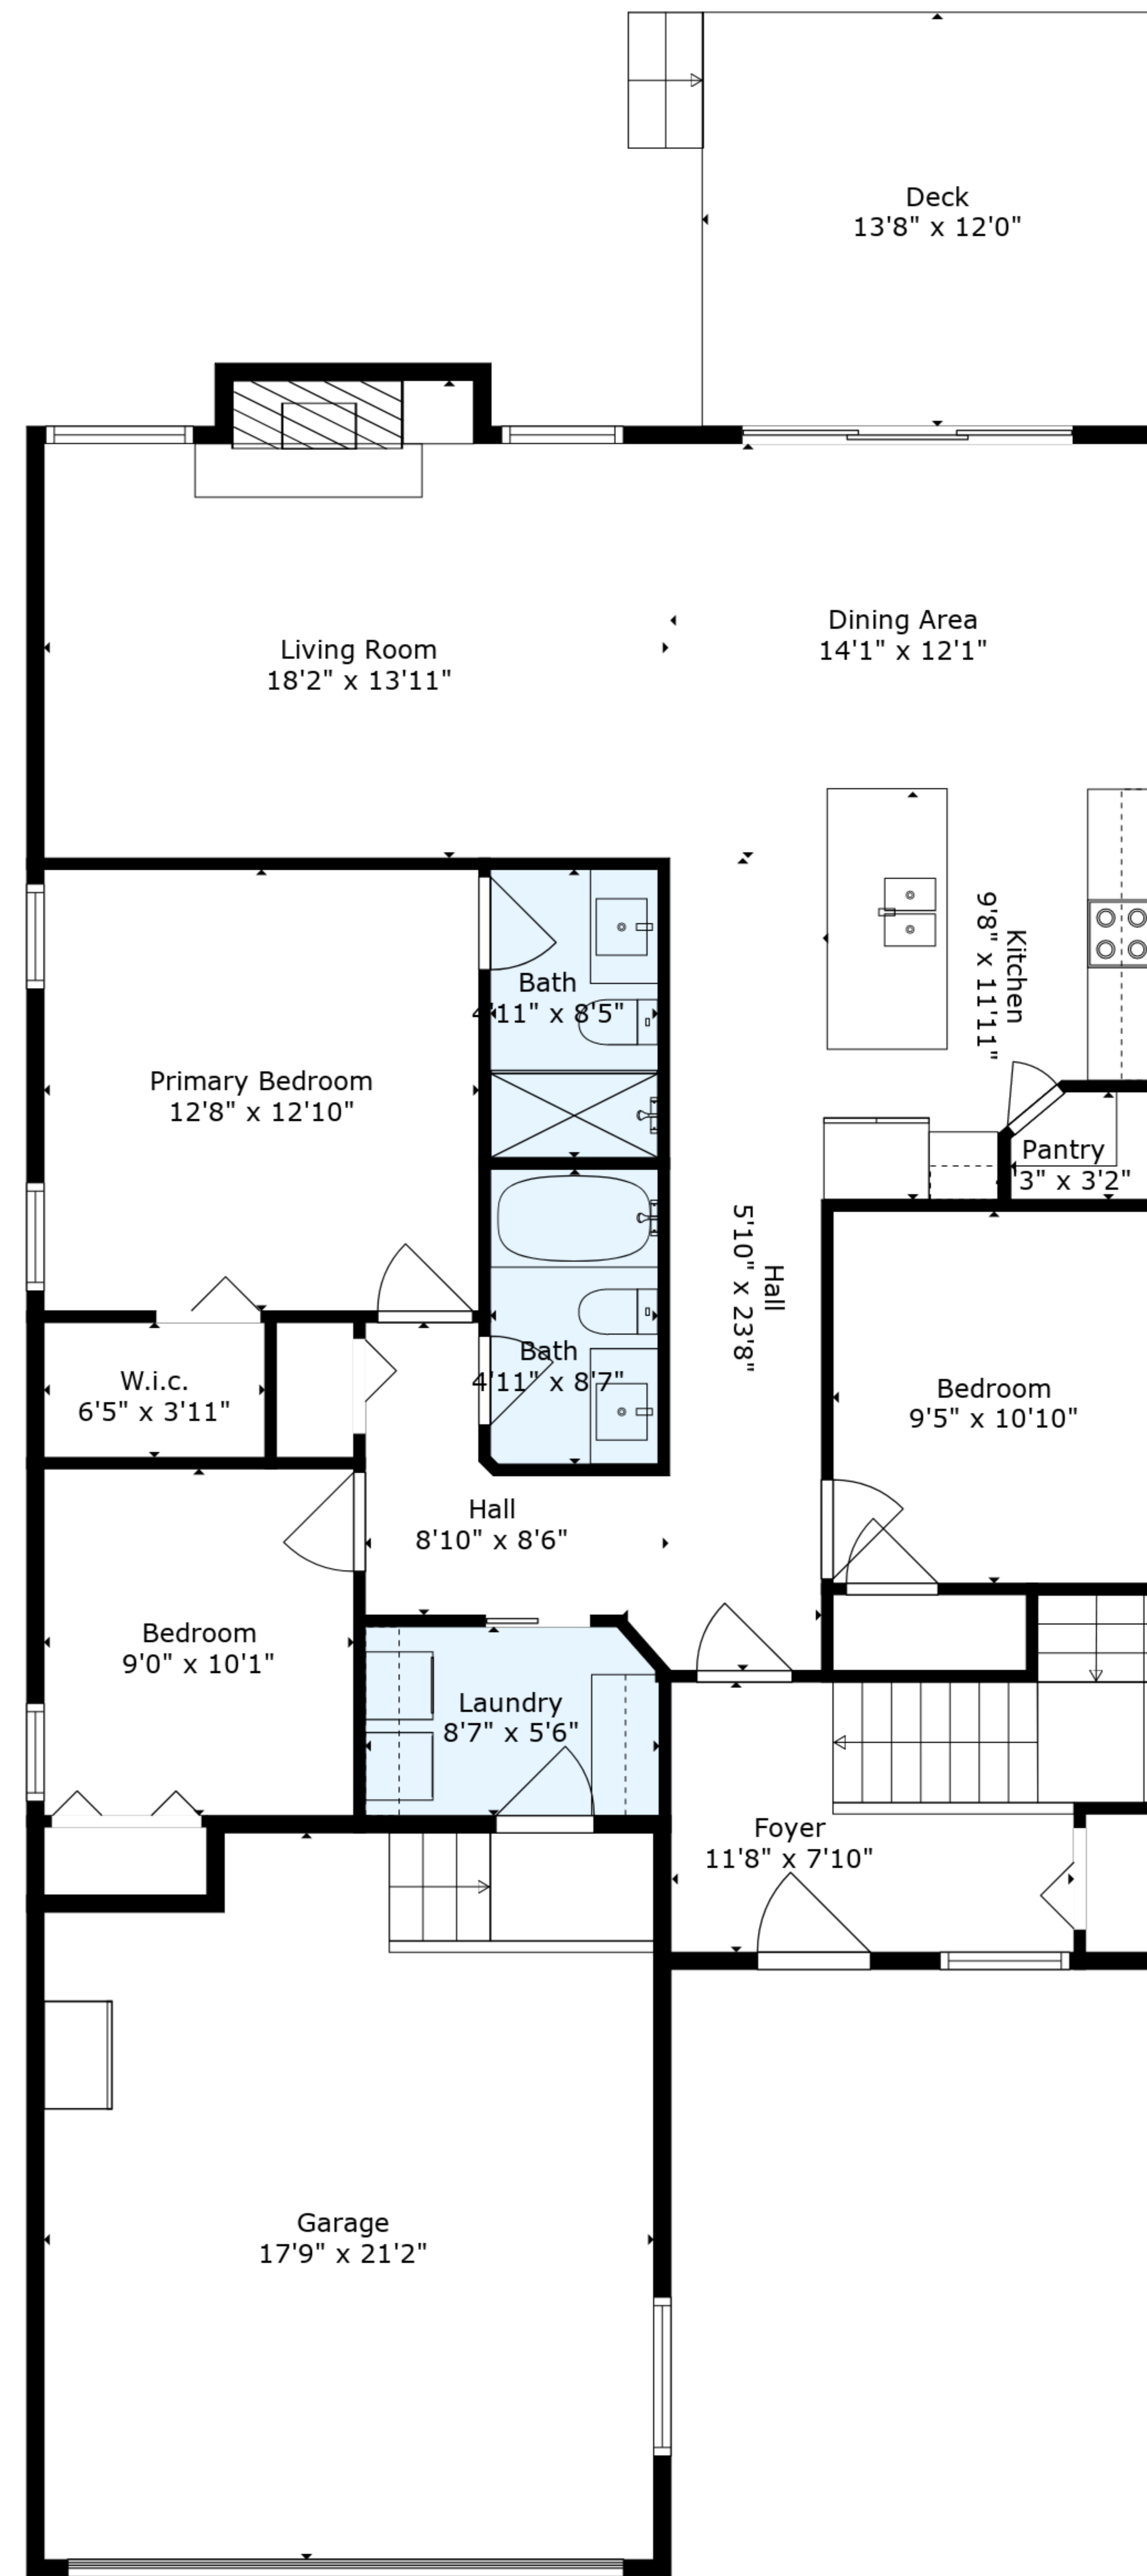 Deck
13'8" x 12'0"
Living Room
18'2" x 13'11"
Dining Area
14'1" x 12'1"
Kitchen
9'8" x 11'11"
Bath
4'11" x 8'5"
Primary Bedroom
12'8" x 12'10"
Pantry
3" x 3'2"
Hall
5'10" x 23'8"
Bath
4'11" x 8'7"
W.i.c.
6'5" x 3'11"
Bedroom
9'5" x 10'10"
Hall
8'10" x 8'6"
Bedroom
9'0" x 10'1"
Laundry
8'7" x 5'6"
Foyer
11'8" x 7'10"
Garage
17'9" x 21'2"